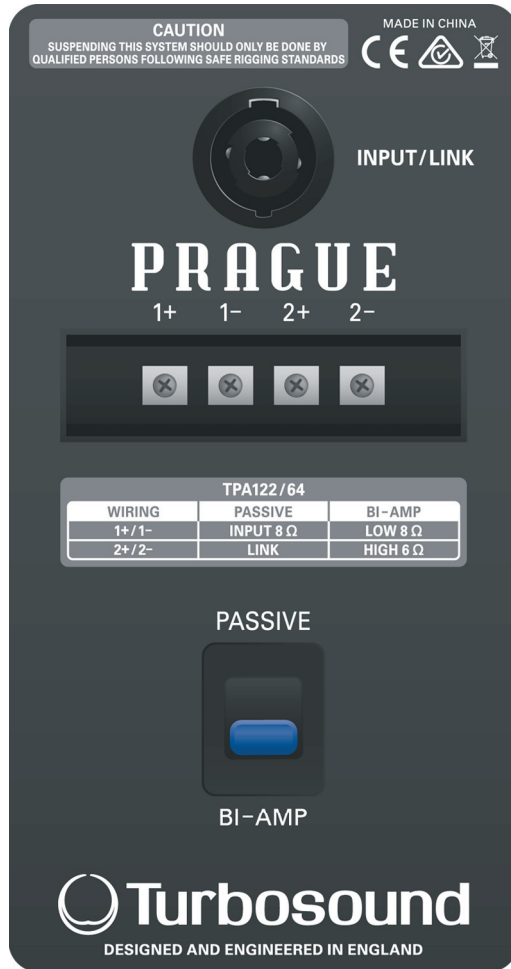 CAUTION
SUSPENDING THIS SYSTEM SHOULD ONLY BE DONE BY
QUALIFIED PERSONS FOLLOWING SAFE RIGGING STANDARDS
MADE IN CHINA
CE
INPUT/LINK
PRAGUE
1+ 1- 2+ 2-
TPA122/64
WIRING PASSIVE BI-AMP
1+/1- INPUT 8 Ω LOW 8 Ω
2+/2- LINK HIGH 6 Ω
PASSIVE
BI-AMP
Turbosound
DESIGNED AND ENGINEERED IN ENGLAND